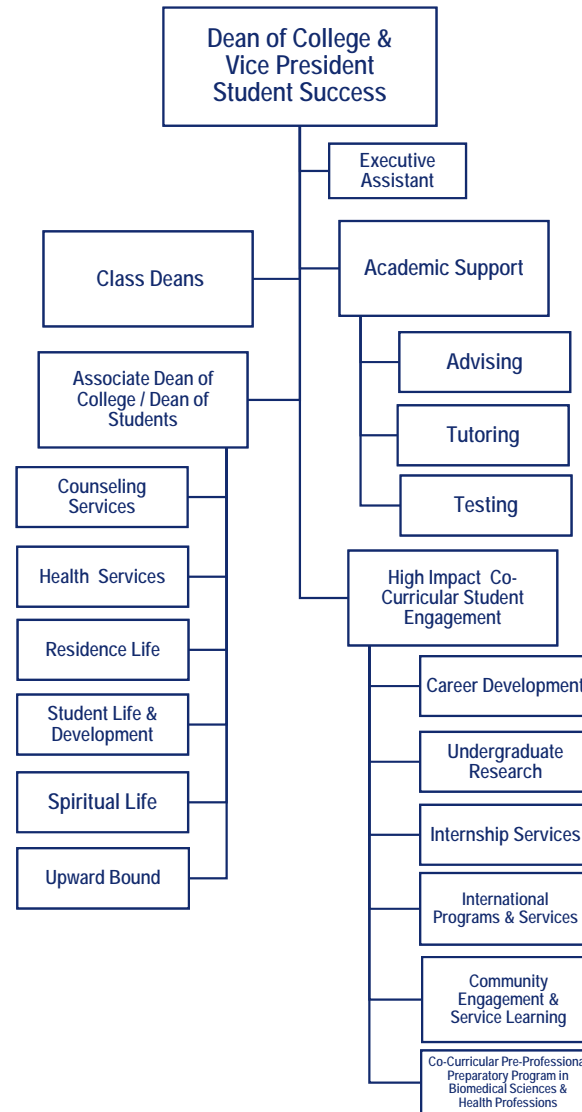 Dean of College &
Vice President
Student Success
Executive
Assistant
Class Deans
Academic Support
Advising
Tutoring
Testing
Associate Dean of
College / Dean of
Students
Counseling
Services
Health Services
Residence Life
Student Life &
Development
Spiritual Life
Upward Bound
High Impact Co-
Curricular Student
Engagement
Career Development
Undergraduate
Research
Internship Services
International
Programs & Services
Community
Engagement &
Service Learning
Co-Curricular Pre-Professional
Preparatory Program in
Biomedical Sciences &
Health Professions